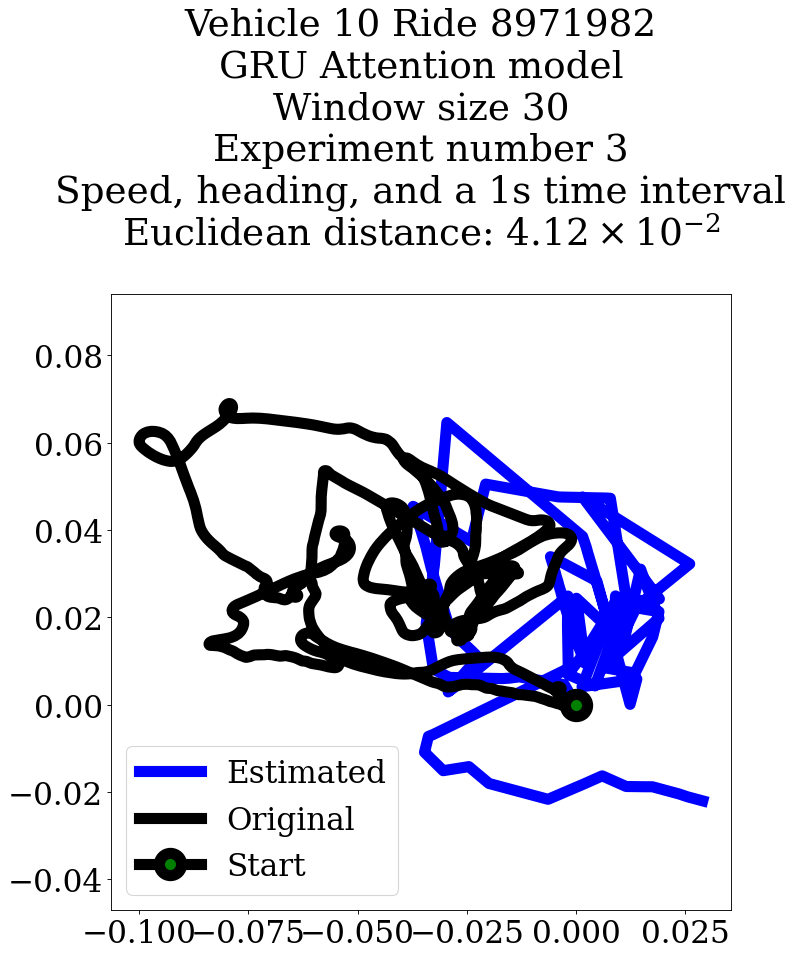 Vehicle 10 Ride 8971982
GRU Attention model
Window size 30
Experiment number 3
Speed, heading, and a 1s time interval
Euclidean distance: 4.12 × 10⁻²
0.08
0.06
0.04
0.02
0.00
−0.02
−0.04
Estimated
Original
Start
−0.100 −0.075 −0.050 −0.025 0.000 0.025